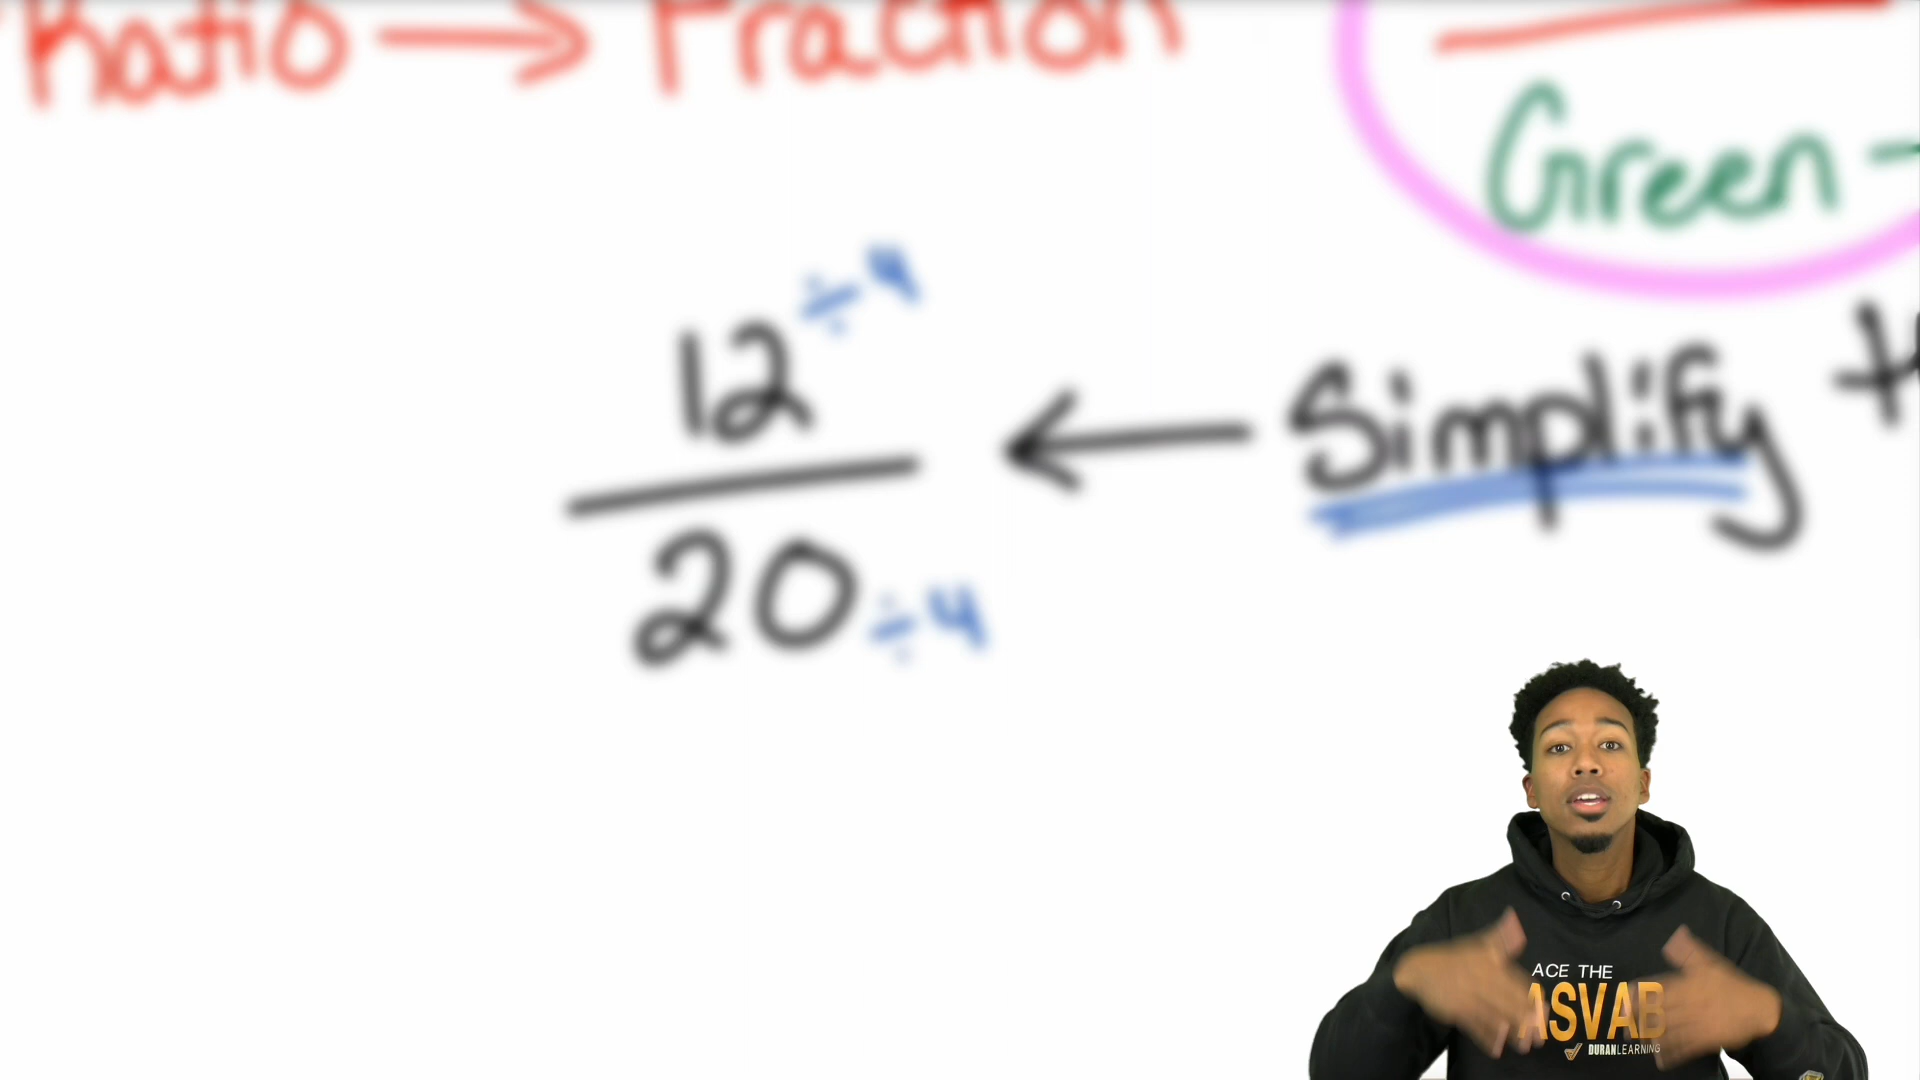 Ratio → Fraction
Green -
12 ÷ 4
← Simplify
20 ÷ 4
ACE THE
ASVAB
DURANLEARNING